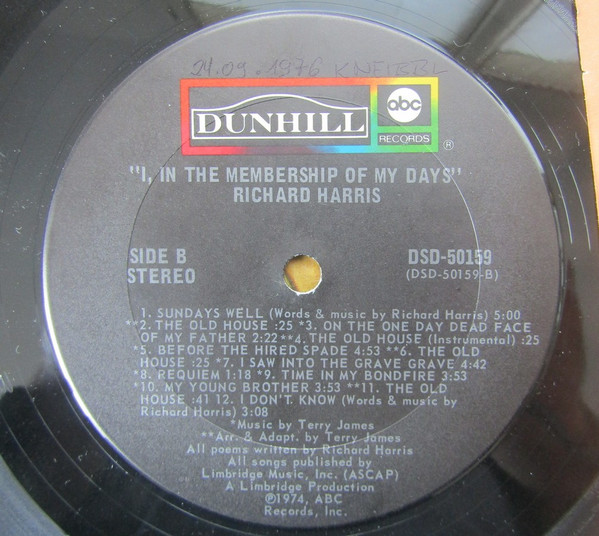 24.09.1976 KNEIBBL
DUNHILL
abc
RECORDS
®
"I, IN THE MEMBERSHIP OF MY DAYS"
RICHARD HARRIS
SIDE B
STEREO
DSD-50159
(DSD-50159-B)
1. SUNDAYS WELL (Words & music by Richard Harris) 5:00
**2. THE OLD HOUSE :25 *3. ON THE ONE DAY DEAD FACE
OF MY FATHER 2:22 **4. THE OLD HOUSE (Instrumental) :25
*5. BEFORE THE HIRED SPADE 4:53 **6. THE OLD
HOUSE :25 *7. I SAW INTO THE GRAVE GRAVE 4:42
*8. REQUIEM 1:18 *9. TIME IN MY BONDFIRE 3:53
*10. MY YOUNG BROTHER 3:53 **11. THE OLD
HOUSE :41 12. I DON'T KNOW (Words & music by
Richard Harris) 3:08
*Music by Terry James
**Arr. & Adapt. by Terry James
All poems written by Richard Harris
All songs published by
Limbridge Music, Inc. (ASCAP)
A Limbridge Production
℗1974, ABC
Records, Inc.